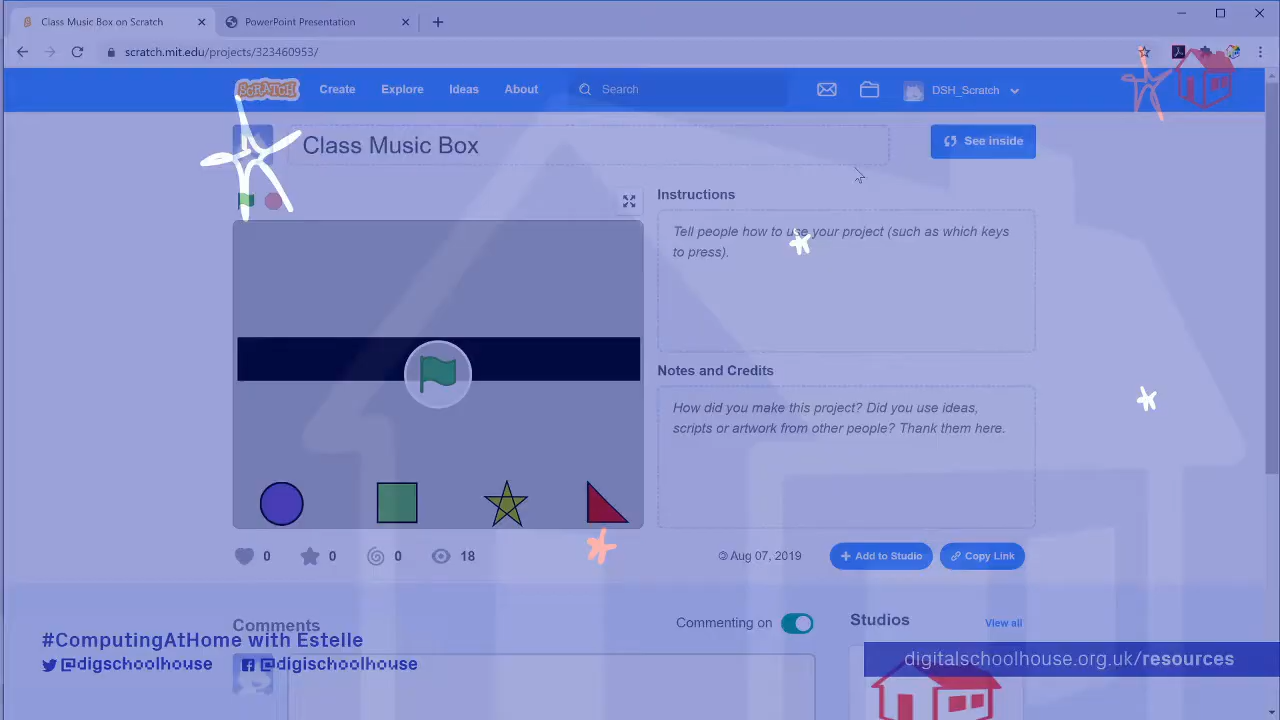 Class Music Box on Scratch
PowerPoint Presentation
scratch.mit.edu/projects/323460953/
SCRATCH
Create
Explore
Ideas
About
Search
DSH_Scratch
Class Music Box
See inside
Instructions
Tell people how to use your project (such as which keys
to press).
Notes and Credits
How did you make this project? Did you use ideas,
scripts or artwork from other people? Thank them here.
0
0
0
18
Aug 07, 2019
Add to Studio
Copy Link
Comments
Commenting on
Studios
View all
#ComputingAtHome with Estelle
@digschoolhouse
@digischoolhouse
digitalschoolhouse.org.uk/resources